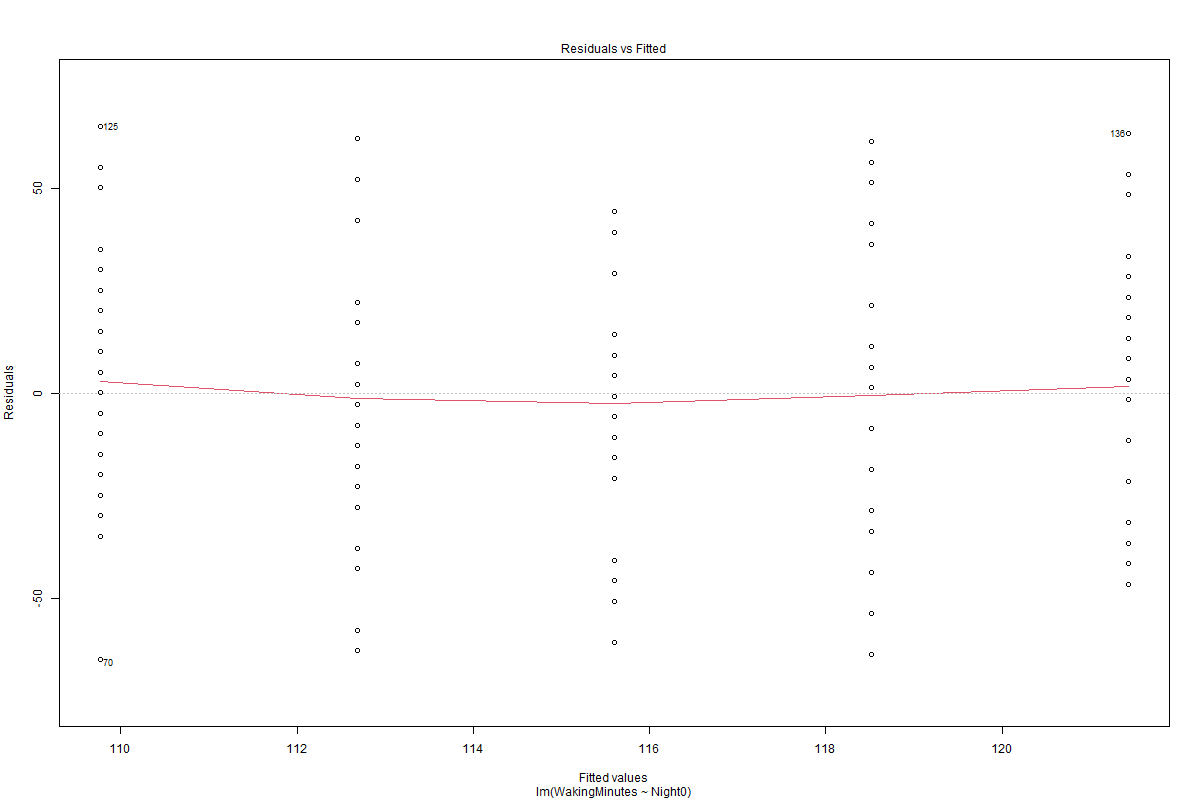 Residuals vs Fitted
125
136
50
0
-50
70
Residuals
110 112 114 116 118 120
Fitted values
lm(WakingMinutes ~ Night0)